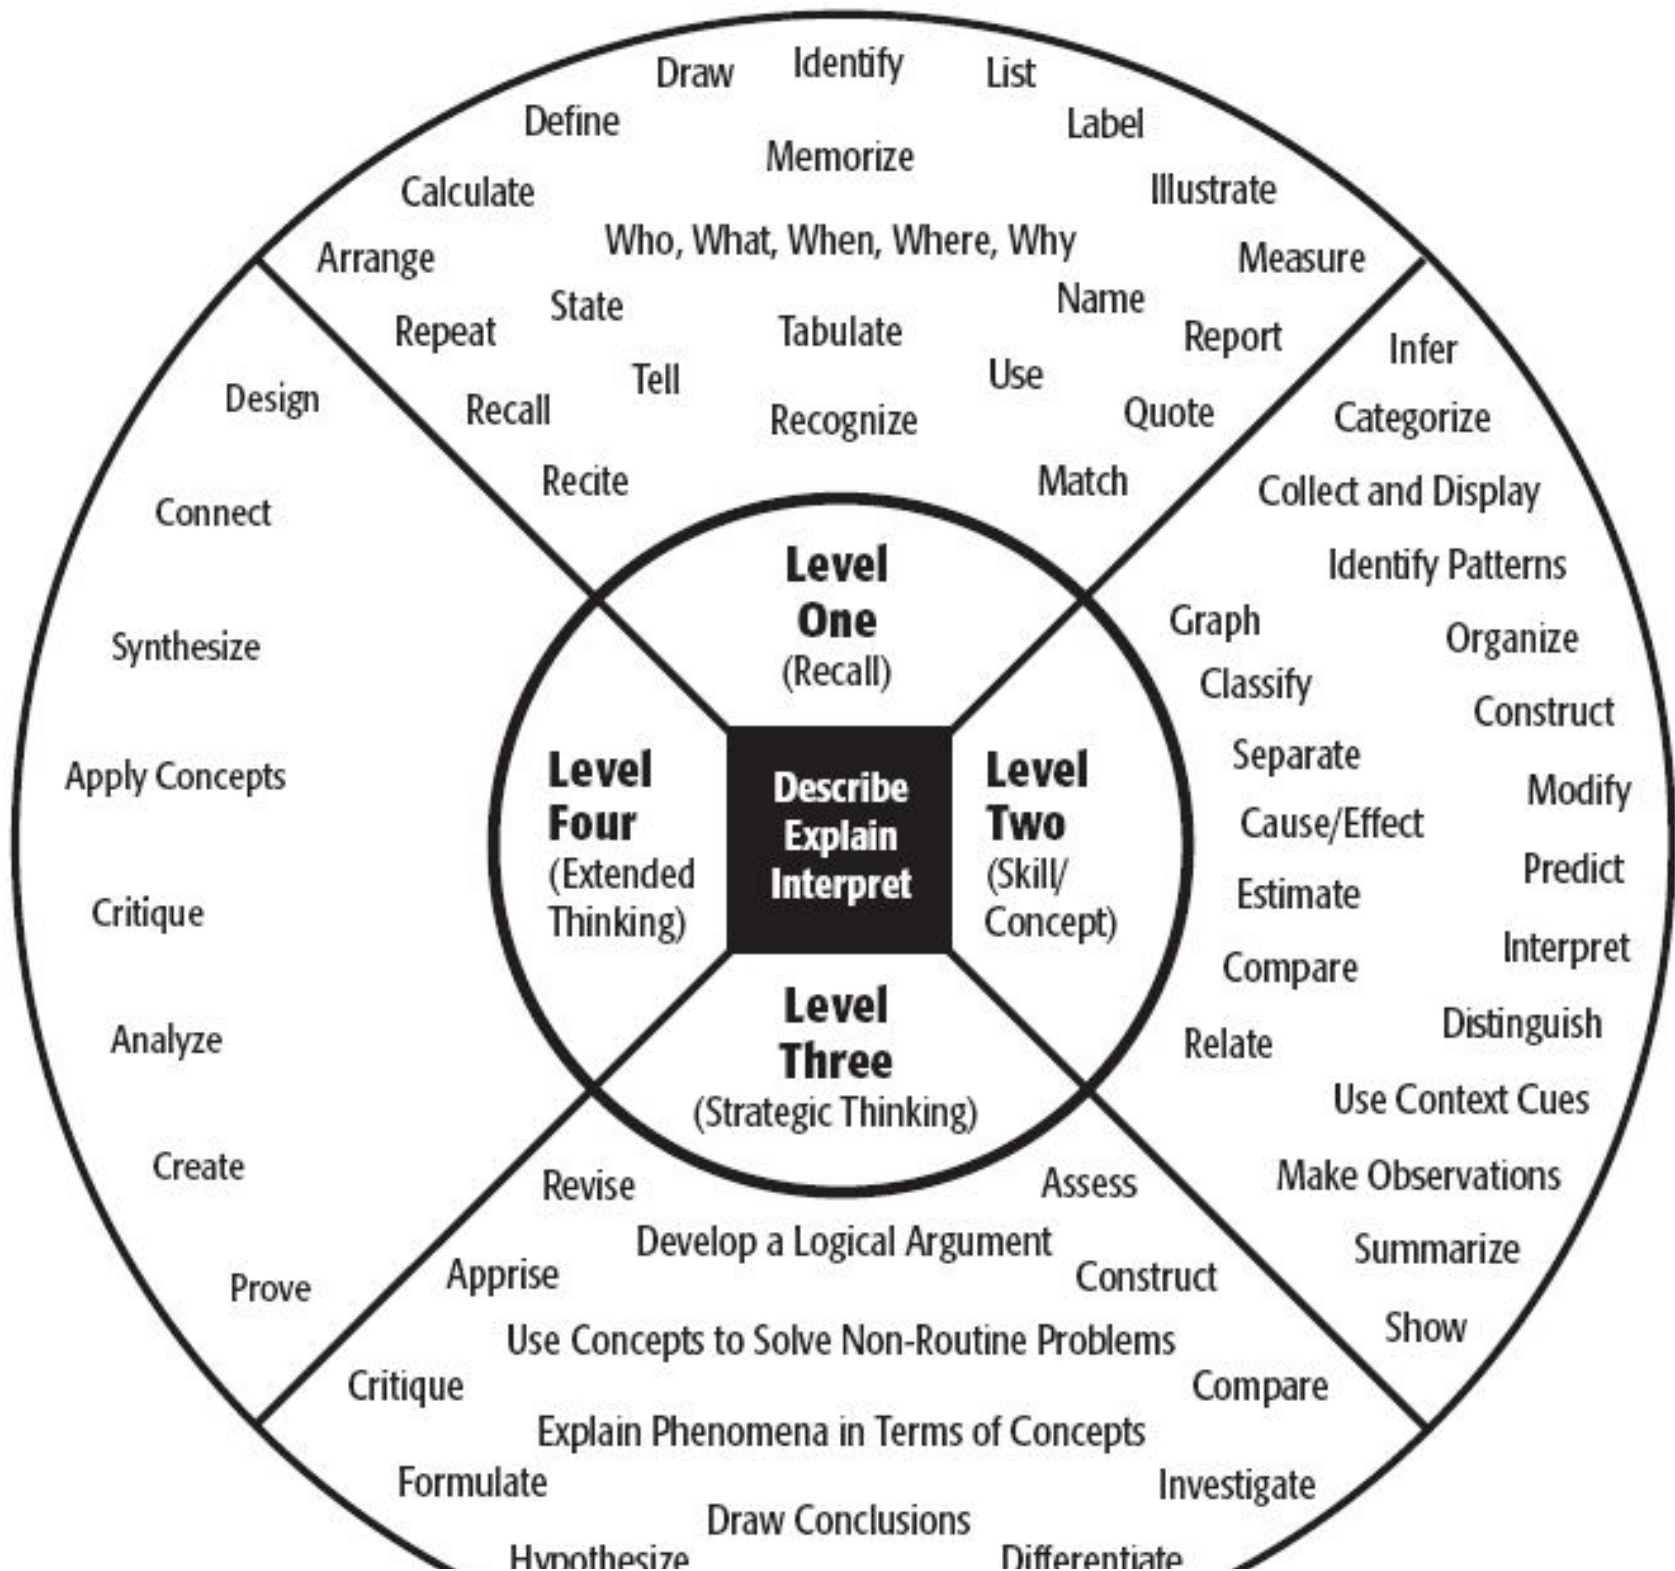 Draw
Identify
List
Define
Label
Memorize
Calculate
Illustrate
Who, What, When, Where, Why
Arrange
Measure
State
Name
Repeat
Tabulate
Report
Tell
Use
Recall
Recognize
Quote
Recite
Match
Level
One
(Recall)
Infer
Categorize
Collect and Display
Identify Patterns
Graph
Organize
Classify
Construct
Separate
Modify
Cause/Effect
Predict
Estimate
Interpret
Compare
Distinguish
Relate
Use Context Cues
Make Observations
Summarize
Show
Level
Two
(Skill/
Concept)
Describe
Explain
Interpret
Level
Four
(Extended
Thinking)
Design
Connect
Synthesize
Apply Concepts
Critique
Analyze
Create
Prove
Level
Three
(Strategic Thinking)
Revise
Assess
Develop a Logical Argument
Apprise
Construct
Use Concepts to Solve Non-Routine Problems
Critique
Compare
Explain Phenomena in Terms of Concepts
Formulate
Investigate
Draw Conclusions
Hypothesize
Differentiate